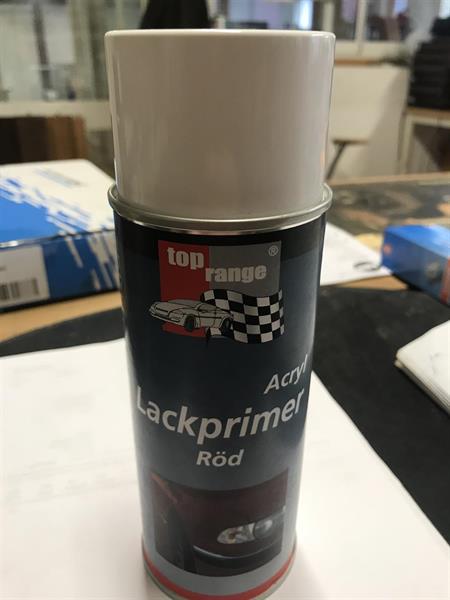 top
range®
Acryl
Lackprimer
Röd